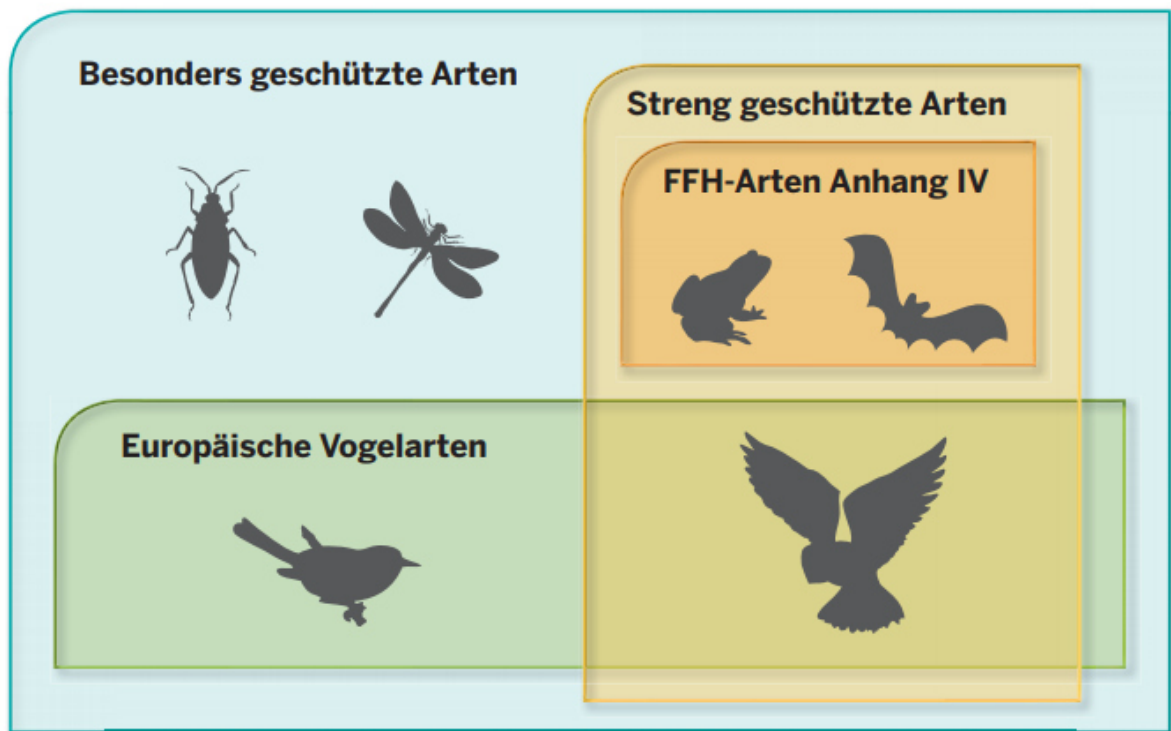 Besonders geschützte Arten
Streng geschützte Arten
FFH-Arten Anhang IV
Europäische Vogelarten